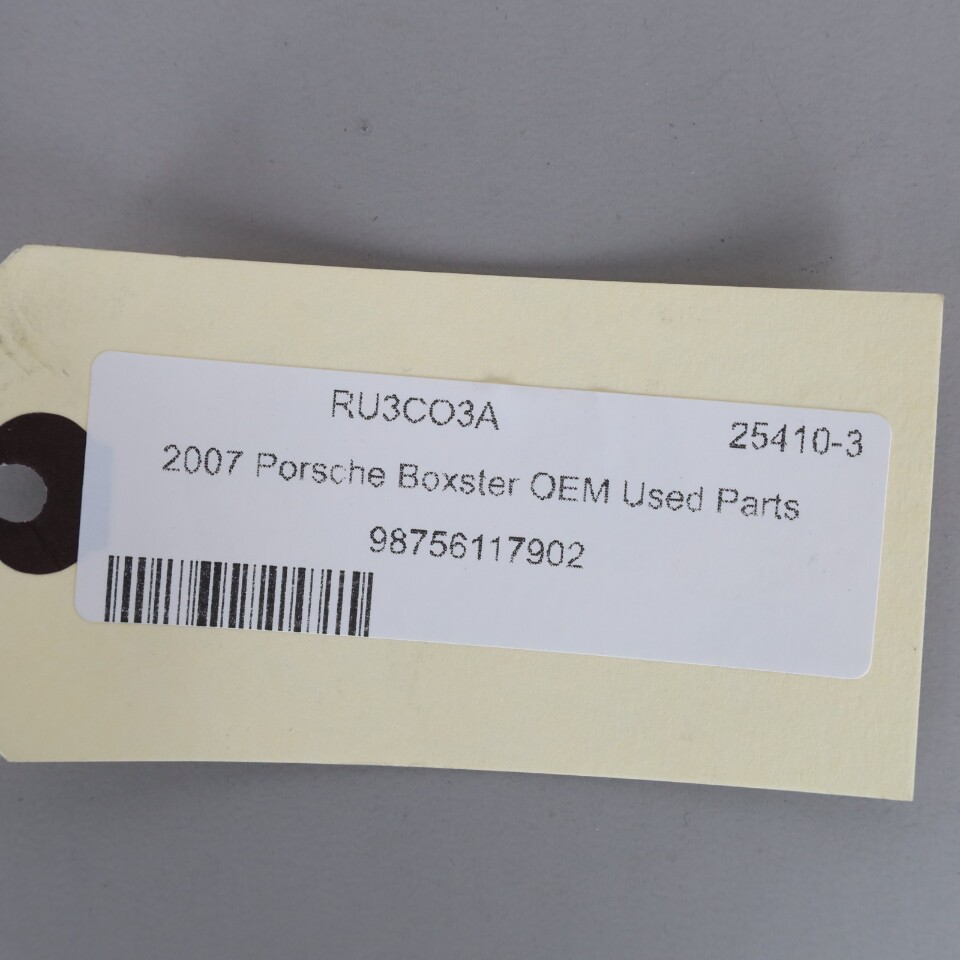 RU3CO3A
25410-3
2007 Porsche Boxster OEM Used Parts
98756117902